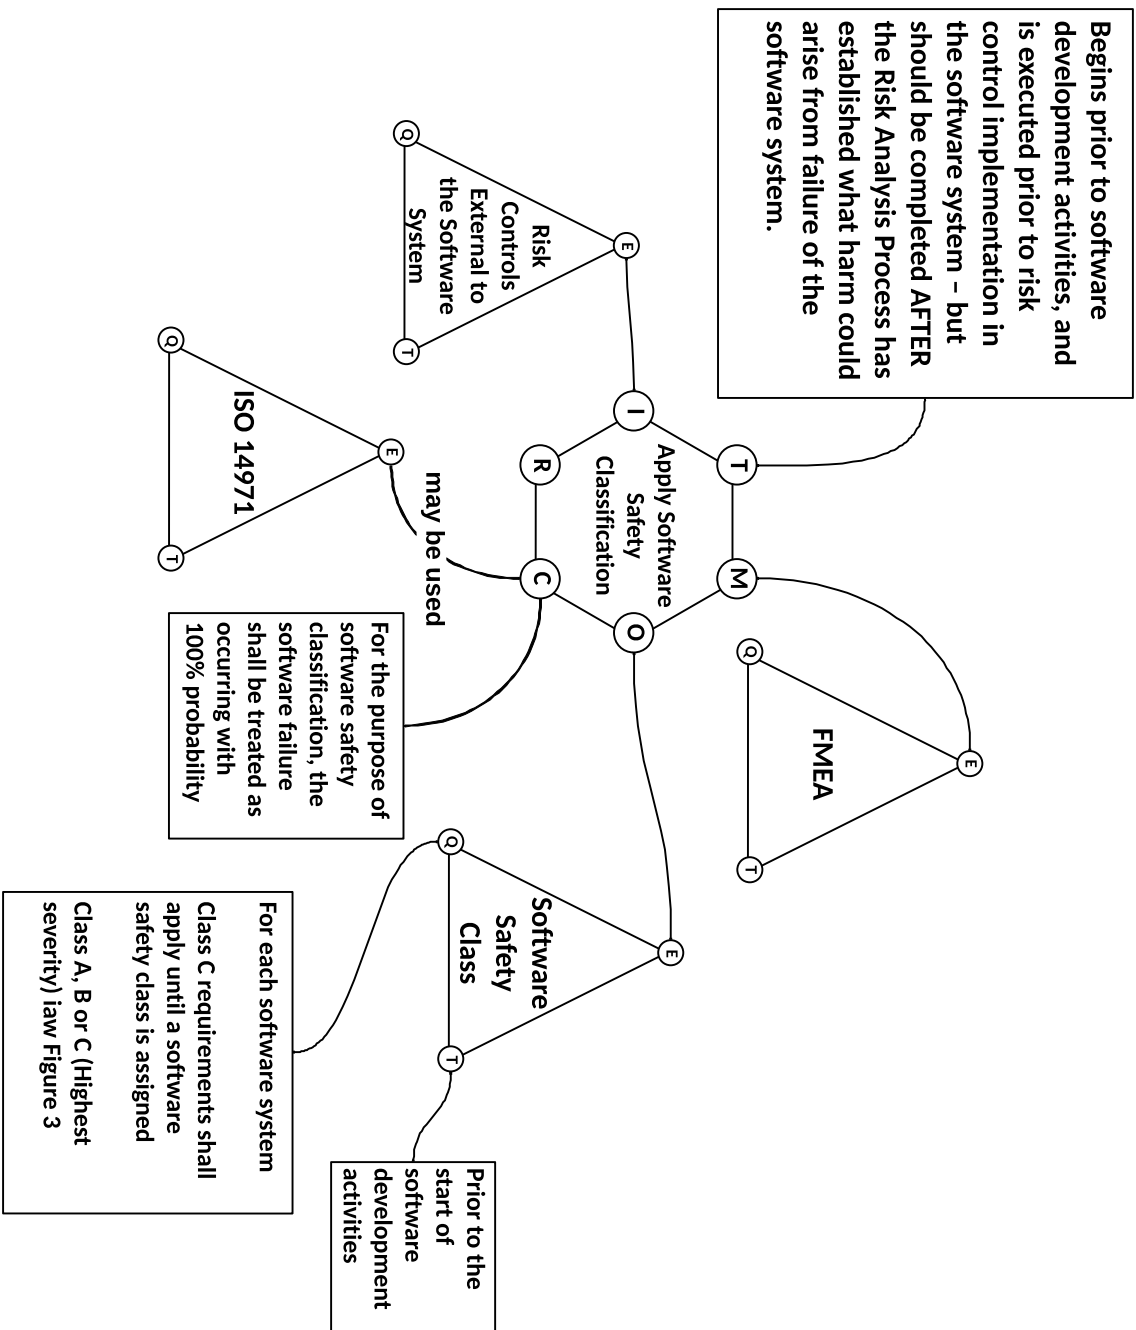 Begins prior to software
development activities, and
is executed prior to risk
control implementation in
the software system – but
should be completed AFTER
the Risk Analysis Process has
established what harm could
arise from failure of the
software system.
T
M
I
O
R
C
Apply Software
Safety
Classification
E
Q
T
FMEA
E
Q
T
Risk
Controls
External to
the Software
System
E
Q
T
Software
Safety
Class
E
Q
T
ISO 14971
may be used
For the purpose of
software safety
classification, the
software failure
shall be treated as
occurring with
100% probability
Prior to the
start of
software
development
activities
For each software system
Class C requirements shall
apply until a software
safety class is assigned
Class A, B or C (Highest
severity) iaw Figure 3